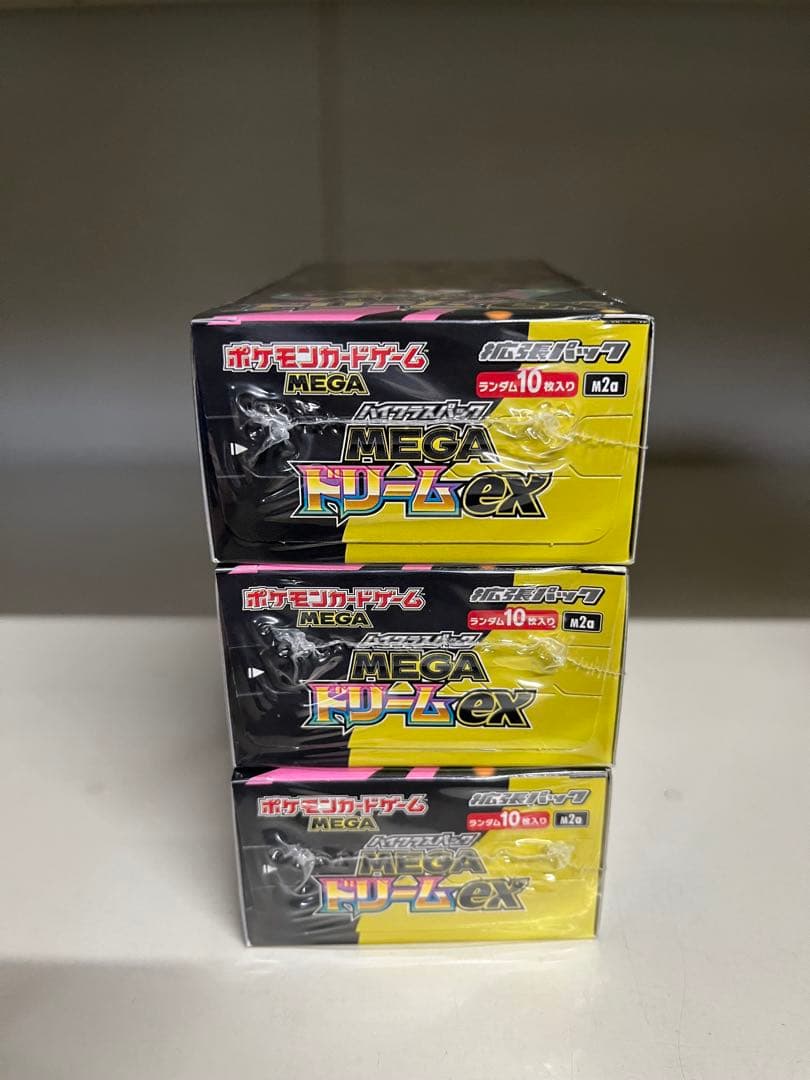 ポケモンカードゲーム
MEGA
拡張パック
ランダム10枚入り M2a
ハイクラスパック
MEGA
ドリームex
ポケモンカードゲーム
MEGA
拡張パック
ランダム10枚入り M2a
ハイクラスパック
MEGA
ドリームex
ポケモンカードゲーム
MEGA
拡張パック
ランダム10枚入り M2a
ハイクラスパック
MEGA
ドリームex